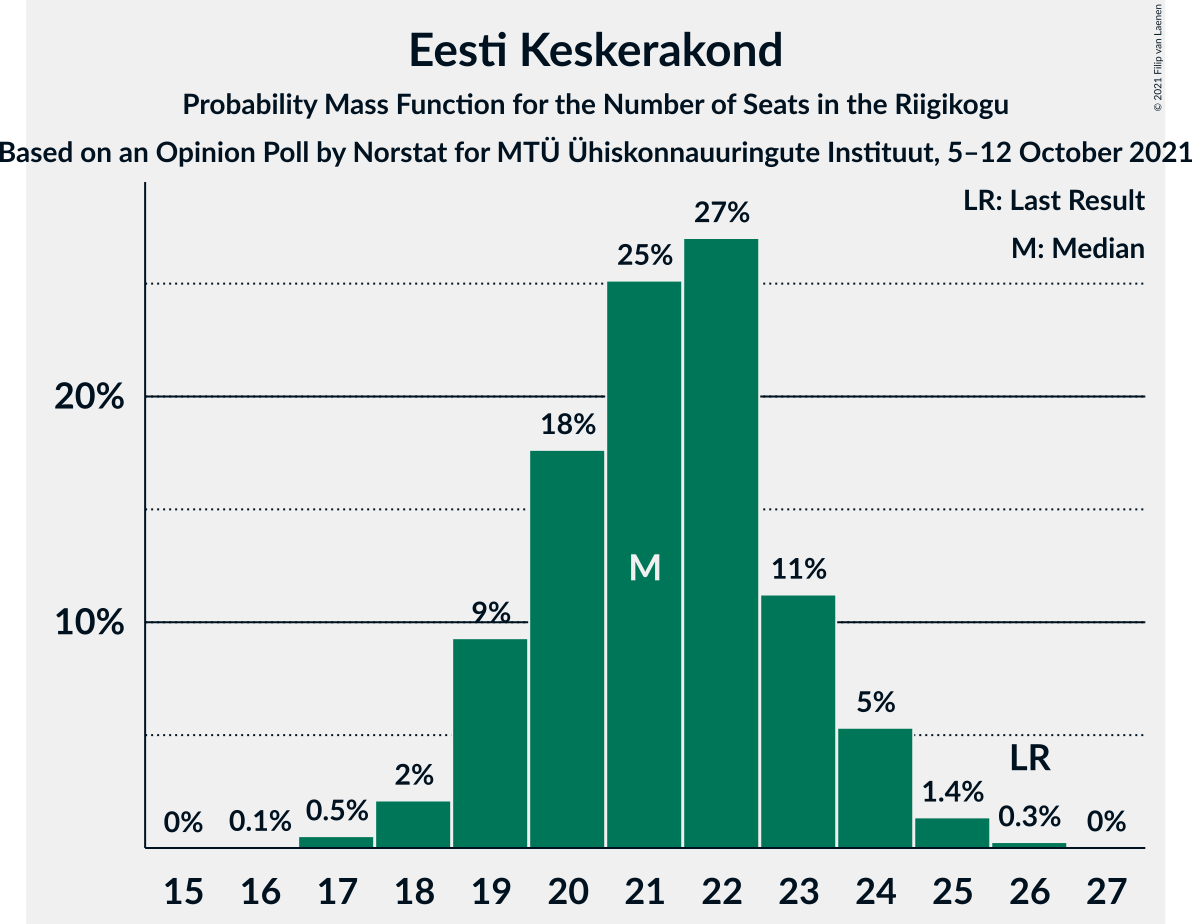 © 2021 Filip van Laenen
Eesti Keskerakond
Probability Mass Function for the Number of Seats in the Riigikogu
Based on an Opinion Poll by Norstat for MTÜ Ühiskonnauuringute Instituut, 5–12 October 2021
LR: Last Result
M: Median
27%
25%
20%
18%
M
11%
10%
9%
5%
LR
2%
1.4%
0.5%
0.3%
0%
0.1%
0%
15 16 17 18 19 20 21 22 23 24 25 26 27